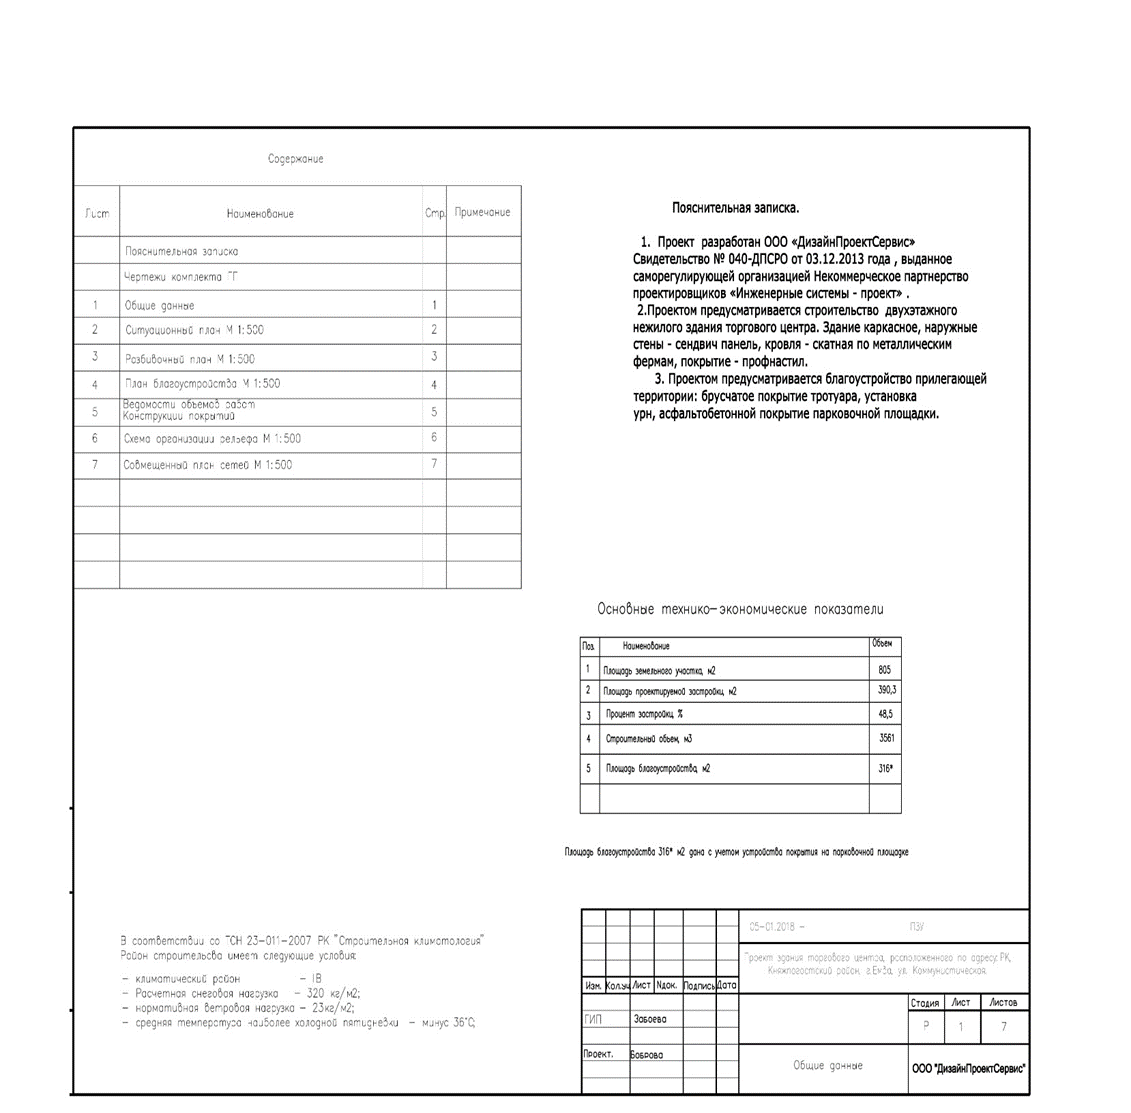 Содержание
Лист Наименование Стр. Примечание
Пояснительная записка
Чертежи комплекта ГГ
1 Общие данные 1
2 Ситуационный план М 1:500 2
3 Разбивочный план М 1:500 3
4 План благоустройства М 1:500 4
5 Ведомости объемов работ
Конструкции покрытий 5
6 Схема организации рельефа М 1:500 6
7 Совмещенный план сетей М 1:500 7
Пояснительная записка.
1. Проект разработан ООО «ДизайнПроектСервис»
Свидетельство № 040-ДПСРО от 03.12.2013 года , выданное
саморегулирующей организацией Некоммерческое партнерство
проектировщиков «Инженерные системы - проект» .
2.Проектом предусматривается строительство двухэтажного
нежилого здания торгового центра. Здание каркасное, наружные
стены - сендвич панель, кровля - скатная по металлическим
фермам, покрытие - профнастил.
3. Проектом предусматривается благоустройство прилегающей
территории: брусчатое покрытие тротуара, установка
урн, асфальтобетонной покрытие парковочной площадки.
Основные технико-экономические показатели
Поз. Наименование Объем
1 Площадь земельного участка, м2 805
2 Площадь проектируемой застройки, м2 390,3
3 Процент застройки, % 48,5
4 Строительный объем, м3 3561
5 Площадь благоустройства, м2 316*
Площадь благоустройства 316* м2 дана с учетом устройства покрытия на парковочной площадке
В соответствии со ТСН 23-011-2007 РК "Строительная климотология"
Район строительсва имеет следующие условия:
- климатический район - IВ
- Расчетная снеговая нагрузка - 320 кг/м2;
- нормативная ветровая нагрузка - 23кг/м2;
- средняя температура наиболее холодной пятидневки - минус 36°С;
05-01.2018 - ПЗУ
Проект здания торгового центра, расположенного по адресу: РК,
Княжпогостский район, г.Емва, ул. Коммунистическая.
Изм. Кол.уч Лист Nдок. Подпись Дата
Стадия Лист Листов
ГИП Забоева Р 1 7
Проект. Боброва
Общие данные
ООО "ДизайнПроектСервис"